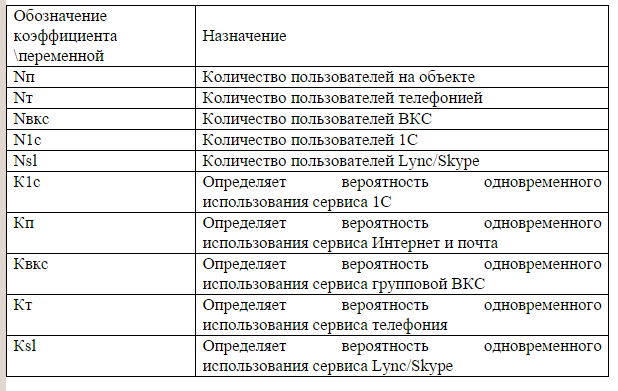 Обозначение
коэффициента
\переменной
Назначение
Nп
Количество пользователей на объекте
Nт
Количество пользователей телефонией
Nвкс
Количество пользователей ВКС
N1с
Количество пользователей 1С
Nsl
Количество пользователей Lync/Skype
К1с
Определяет вероятность одновременного
использования сервиса 1С
Кп
Определяет вероятность одновременного
использования сервиса Интернет и почта
Квкс
Определяет вероятность одновременного
использования сервиса групповой ВКС
Кт
Определяет вероятность одновременного
использования сервиса телефония
Кsl
Определяет вероятность одновременного
использования сервиса Lync/Skype